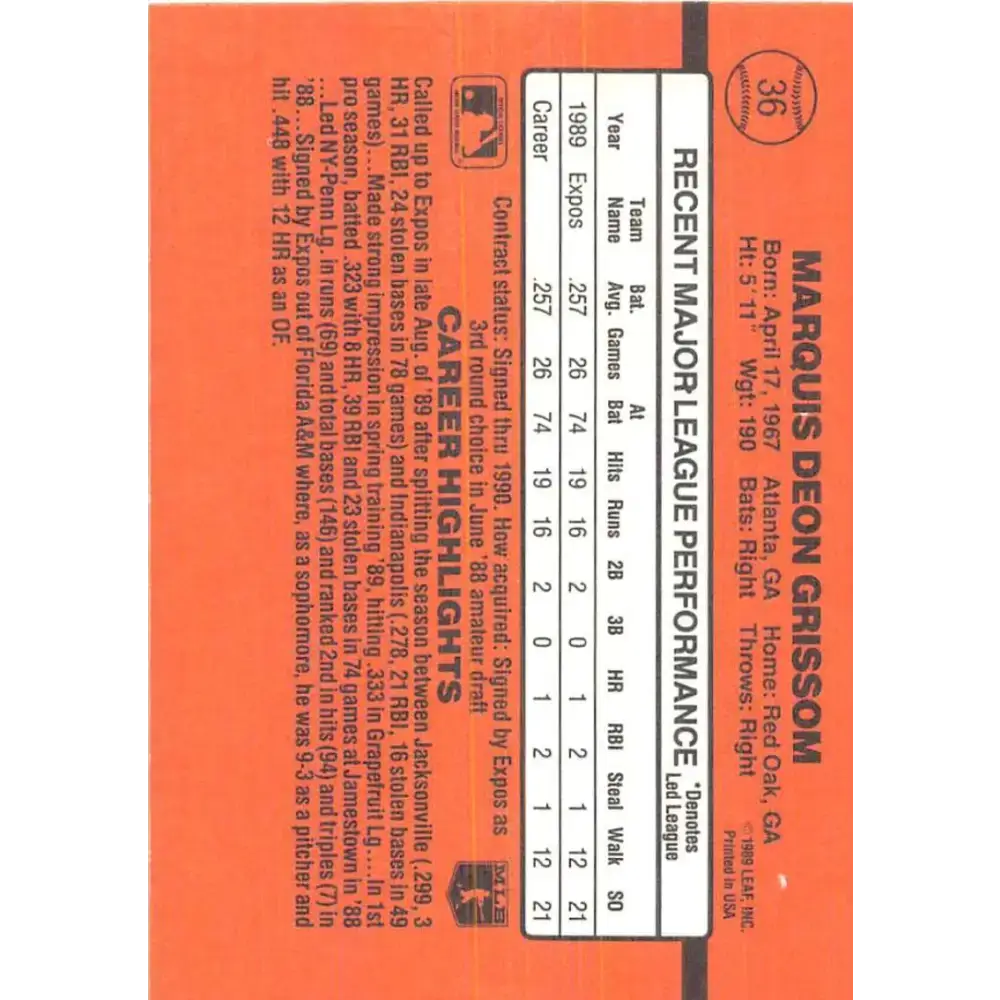 36
MARQUIS DEON GRISSOM
Born: April 17, 1967 Atlanta, GA Home: Red Oak, GA
Ht: 5'11" Wgt: 190 Bats: Right Throws: Right
© 1989 LEAF, INC.
Printed in USA
RECENT MAJOR LEAGUE PERFORMANCE *Denotes Led League
Year Team Name Bat. Avg. Games At Bat Hits Runs 2B 3B HR RBI Steal Walk SO
1989 Expos .257 26 74 19 16 2 0 1 2 1 12 21
Career .257 26 74 19 16 2 0 1 2 1 12 21
Contract status: Signed thru 1990. How acquired: Signed by Expos as
3rd round choice in June '88 amateur draft
MLB
CAREER HIGHLIGHTS
Called up to Expos in late Aug. of '89 after splitting the season between Jacksonville (.299, 3
HR, 31 RBI, 24 stolen bases in 78 games) and Indianapolis (.278, 21 RBI, 16 stolen bases in 49
games)...Made strong impression in spring training '89, hitting .333 in Grapefruit Lg....In 1st
pro season, batted .323 with 8 HR, 39 RBI and 23 stolen bases in 74 games at Jamestown in '88
...Led NY-Penn Lg. in runs (69) and total bases (146) and ranked 2nd in hits (94) and triples (7) in
'88...Signed by Expos out of Florida A&M where, as a sophomore, he was 9-3 as a pitcher and
hit .448 with 12 HR as an OF.